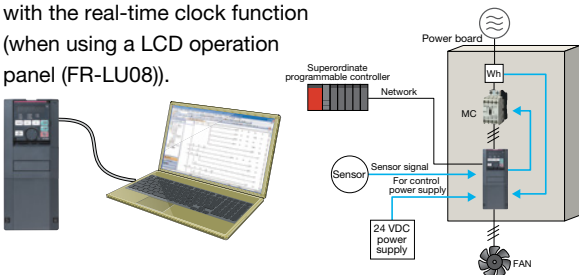 with the real-time clock function
(when using a LCD operation
panel (FR-LU08)).
Power board
Superordinate
programmable controller
Wh
Network
MC
Sensor
Sensor signal
For control
power supply
24 VDC
power
supply
FAN